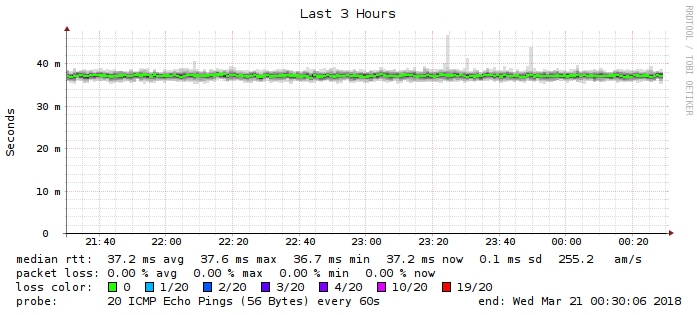 Last 3 Hours
RRDTOOL / TOBI OETIKER
Seconds
40 m
30 m
20 m
10 m
0
21:40 22:00 22:20 22:40 23:00 23:20 23:40 00:00 00:20
median rtt: 37.2 ms avg 37.6 ms max 36.7 ms min 37.2 ms now 0.1 ms sd 255.2 am/s
packet loss: 0.00 % avg 0.00 % max 0.00 % min 0.00 % now
loss color: 0 1/20 2/20 3/20 4/20 10/20 19/20
probe: 20 ICMP Echo Pings (56 Bytes) every 60s end: Wed Mar 21 00:30:06 2018